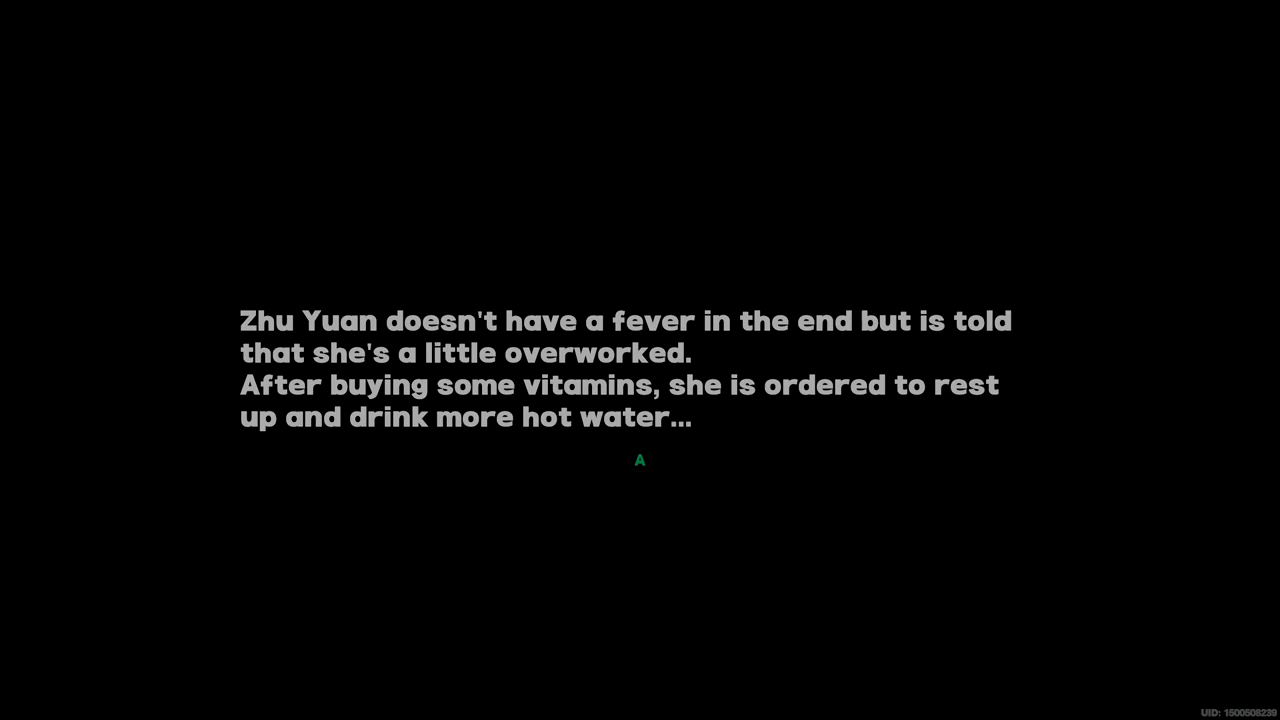 Zhu Yuan doesn't have a fever in the end but is told
that she's a little overworked.
After buying some vitamins, she is ordered to rest
up and drink more hot water...
A
UID: 1500508239